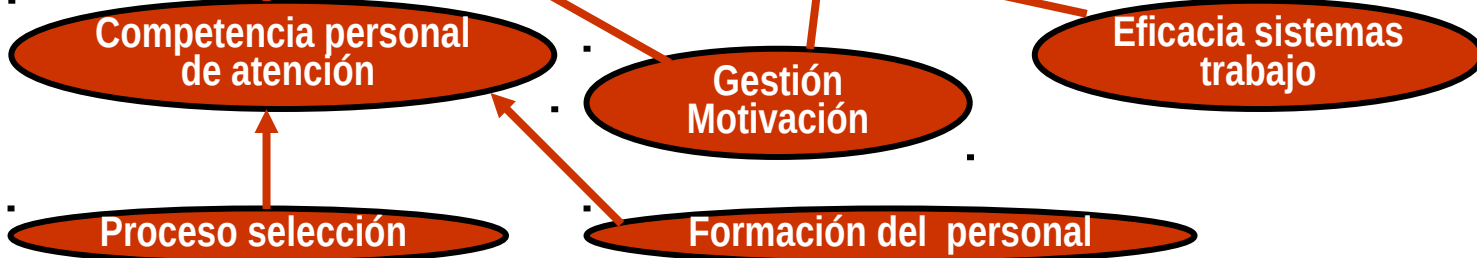 Competencia personal
de atención
Gestión
Motivación
Eficacia sistemas
trabajo
Proceso selección
Formación del  personal